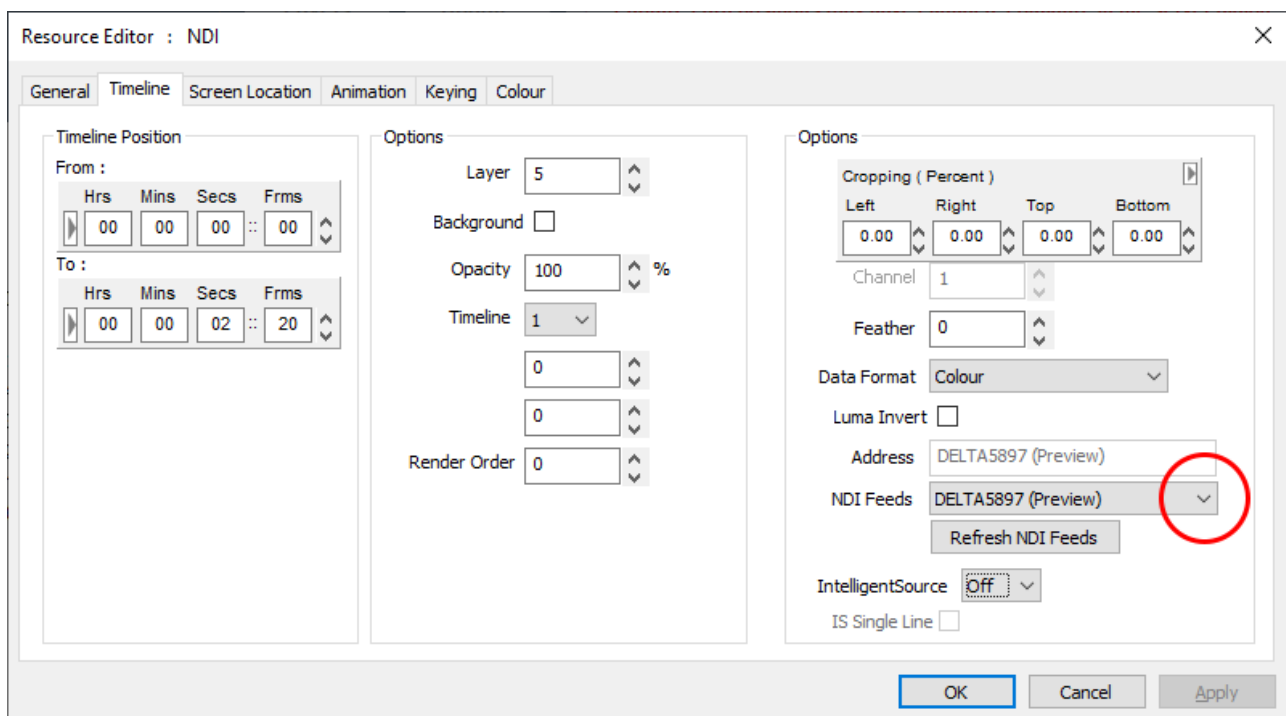 Resource Editor : NDI
General Timeline Screen Location Animation Keying Colour
Timeline Position
From :
Hrs Mins Secs Frms
00 00 00 :: 00
To :
Hrs Mins Secs Frms
00 00 02 :: 20
Options
Layer 5
Background
Opacity 100 %
Timeline 1
0
0
Render Order 0
Options
Cropping ( Percent )
Left Right Top Bottom
0.00 0.00 0.00 0.00
Channel 1
Feather 0
Data Format Colour
Luma Invert
Address DELTA5897 (Preview)
NDI Feeds DELTA5897 (Preview)
Refresh NDI Feeds
IntelligentSource Off
IS Single Line
OK Cancel Apply